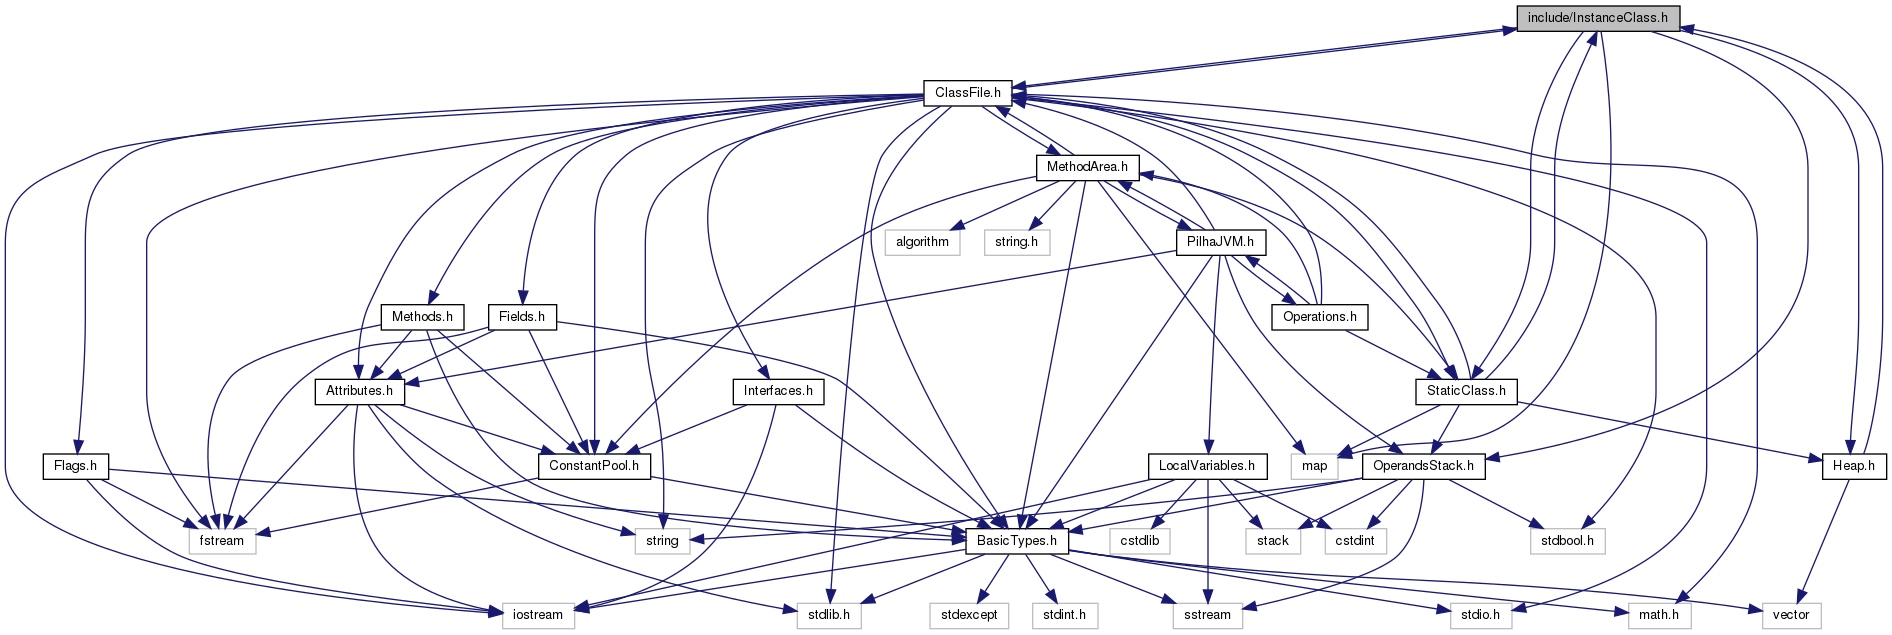 include/InstanceClass.h
ClassFile.h
MethodArea.h
algorithm
string.h
PilhaJVM.h
Methods.h
Fields.h
Operations.h
Attributes.h
Interfaces.h
StaticClass.h
Flags.h
ConstantPool.h
LocalVariables.h
map
OperandsStack.h
Heap.h
fstream
string
BasicTypes.h
cstdlib
stack
cstdint
stdbool.h
iostream
stdlib.h
stdexcept
stdint.h
sstream
stdio.h
math.h
vector